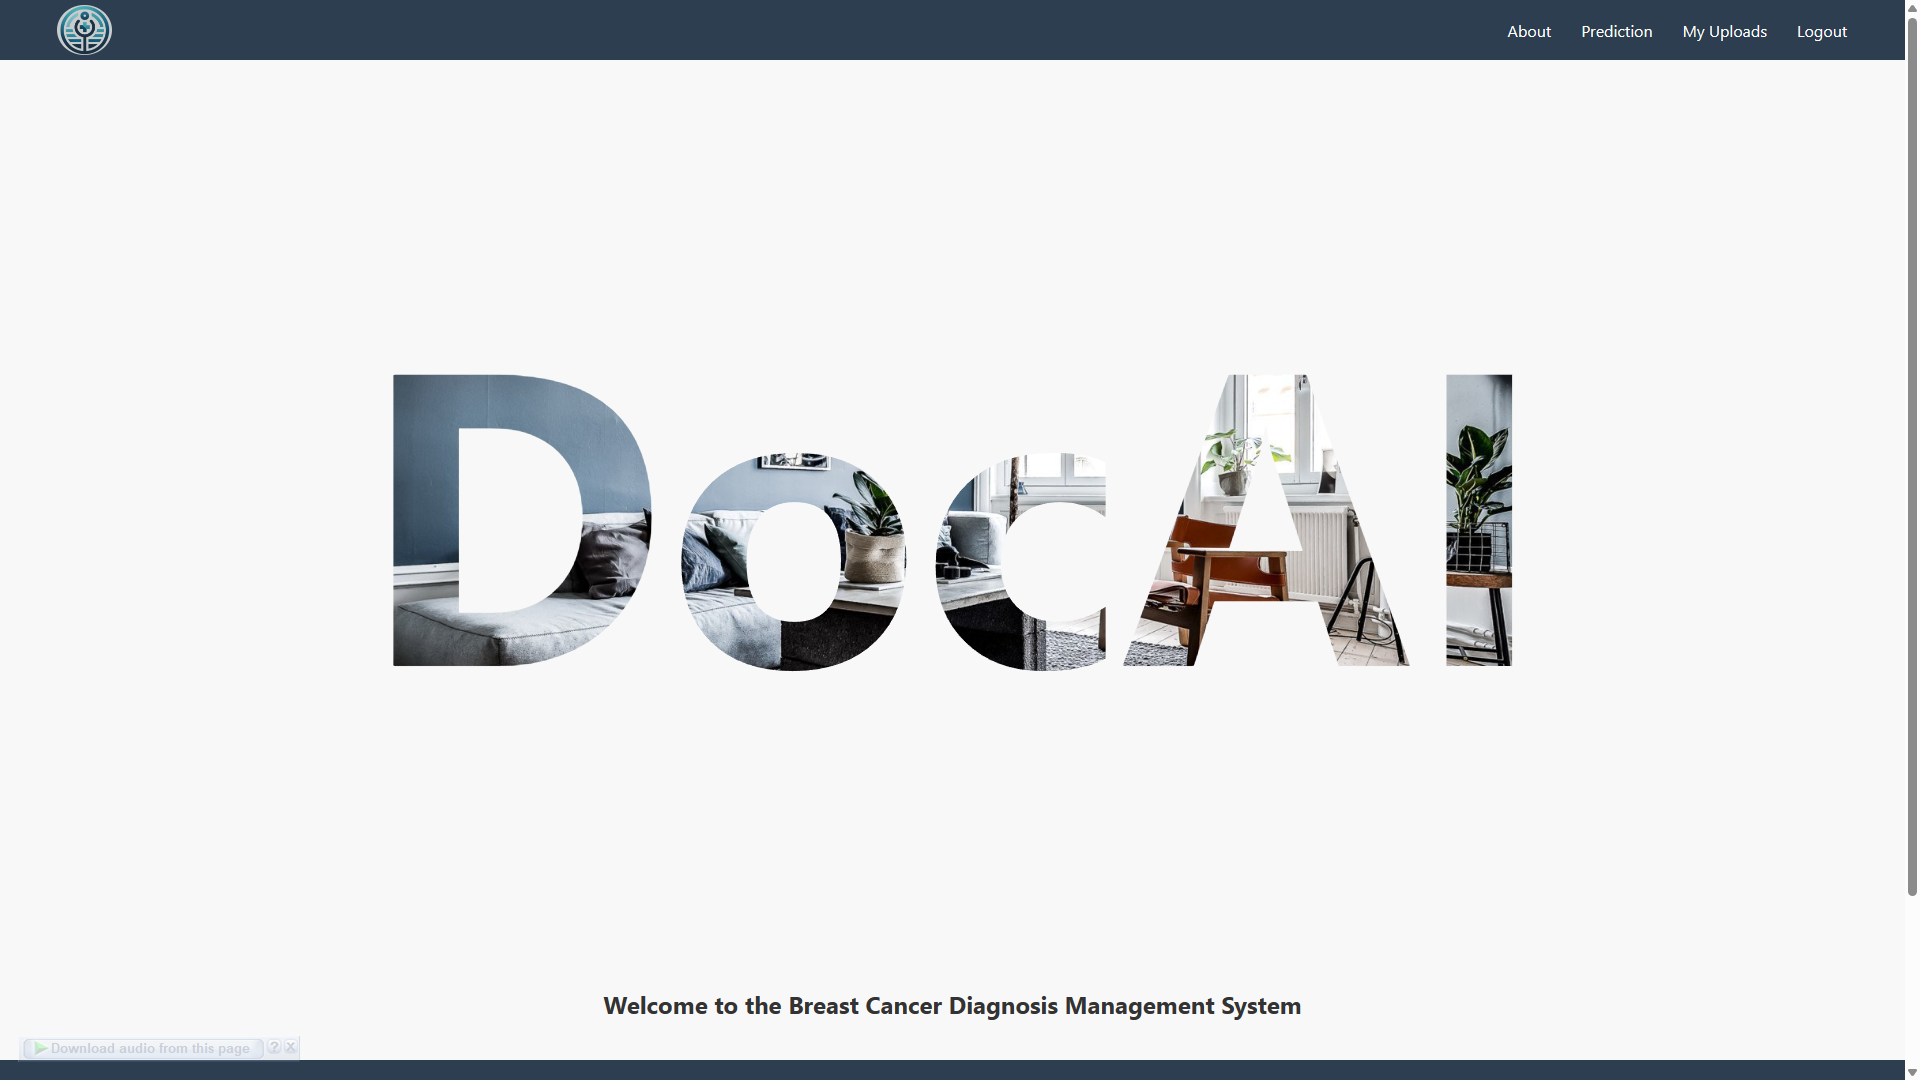 About Prediction My Uploads Logout
DocAI
Welcome to the Breast Cancer Diagnosis Management System
Download audio from this page ? X